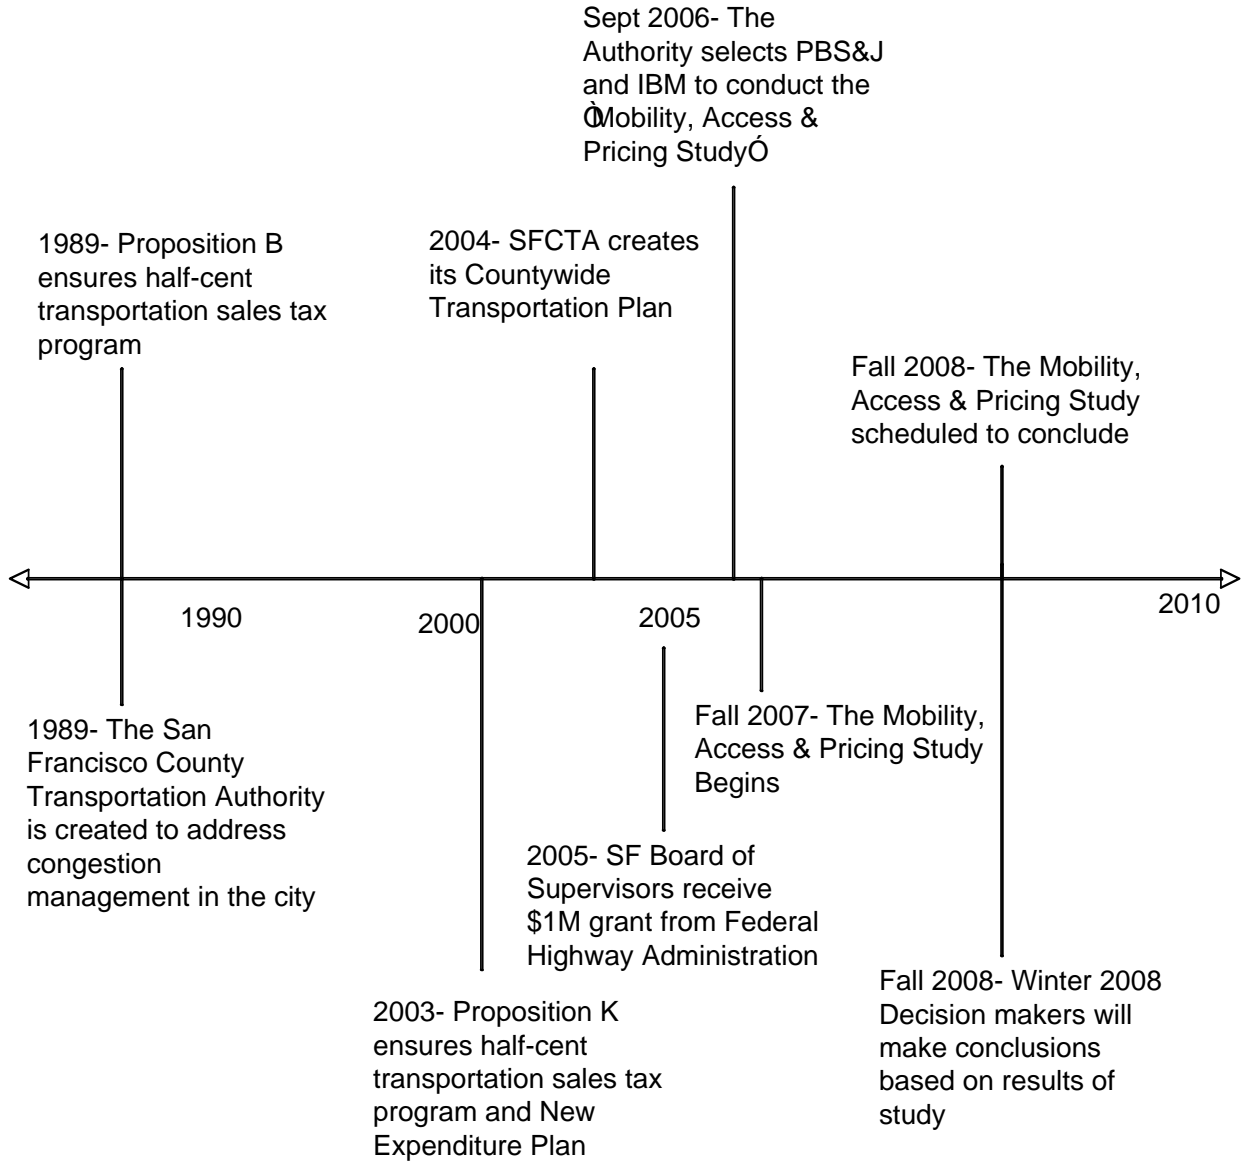 Sept 2006- The
Authority selects PBS&J
and IBM to conduct the
ÒMobility, Access &
Pricing StudyÓ
1989- Proposition B
ensures half-cent
transportation sales tax
program
2004- SFCTA creates
its Countywide
Transportation Plan
Fall 2008- The Mobility,
Access & Pricing Study
scheduled to conclude
1990
2000
2005
2010
1989- The San
Francisco County
Transportation Authority
is created to address
congestion
management in the city
Fall 2007- The Mobility,
Access & Pricing Study
Begins
2005- SF Board of
Supervisors receive
$1M grant from Federal
Highway Administration
2003- Proposition K
ensures half-cent
transportation sales tax
program and New
Expenditure Plan
Fall 2008- Winter 2008
Decision makers will
make conclusions
based on results of
study